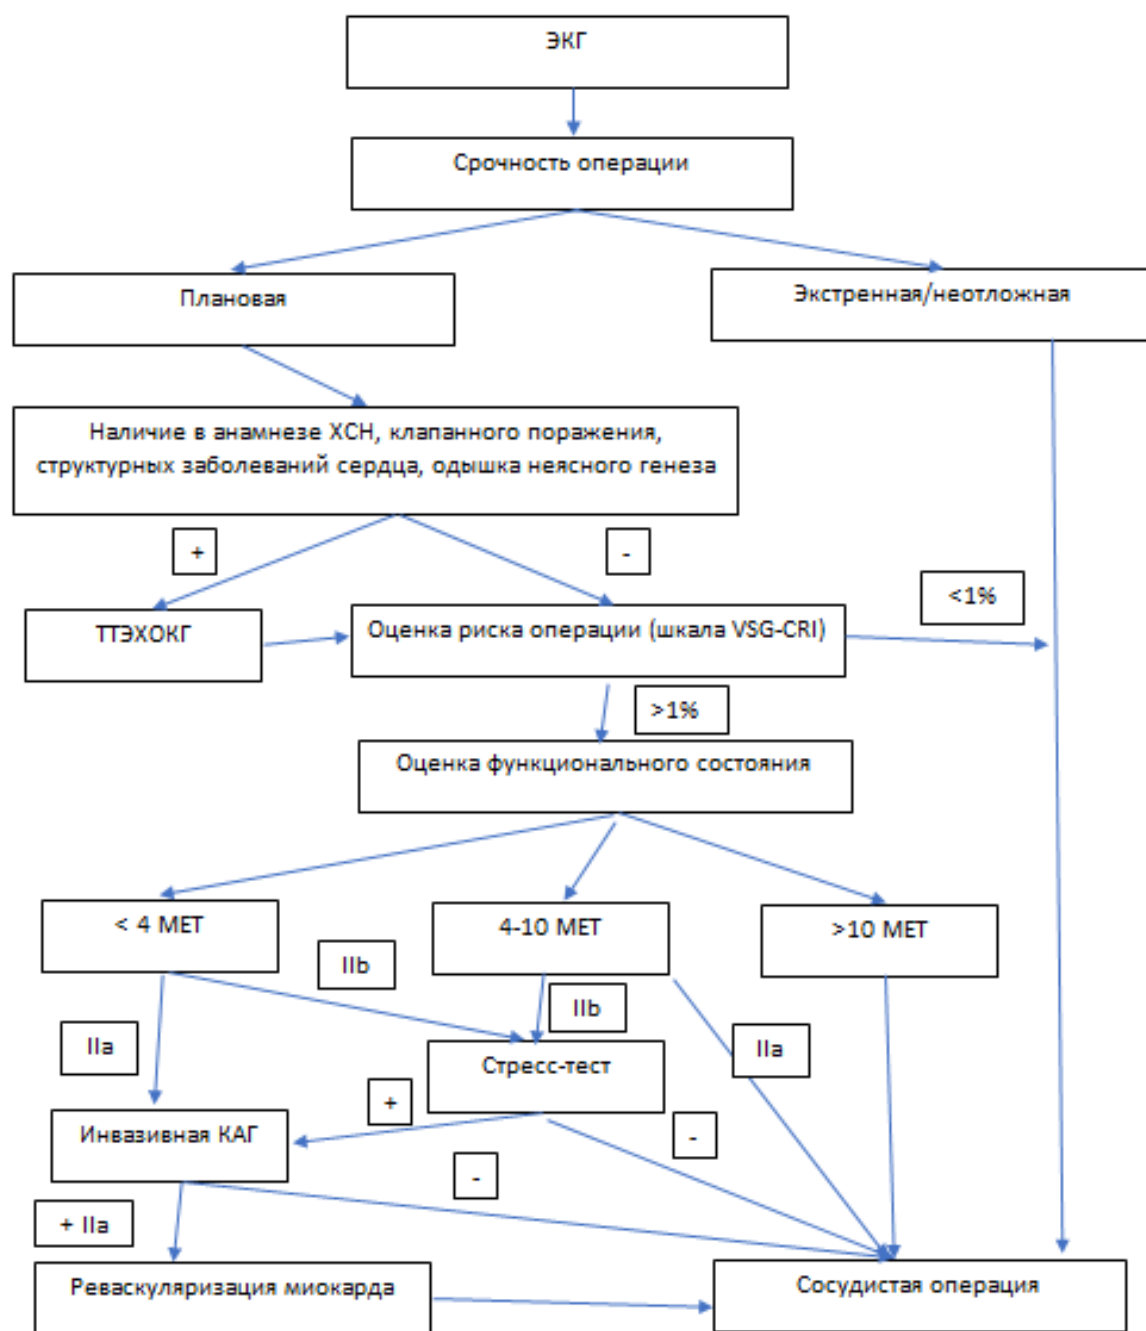 ЭКГ
Срочность операции
Плановая
Экстренная/неотложная
Наличие в анамнезе ХСН, клапанного поражения,
структурных заболеваний сердца, одышка неясного генеза
+
-
<1%
ТТЭХОКГ
Оценка риска операции (шкала VSG-CRI)
>1%
Оценка функционального состояния
< 4 МЕТ
4-10 МЕТ
>10 МЕТ
IIb
IIb
IIa
IIa
Стресс-тест
+
-
Инвазивная КАГ
-
+ IIa
Реваскуляризация миокарда
Сосудистая операция